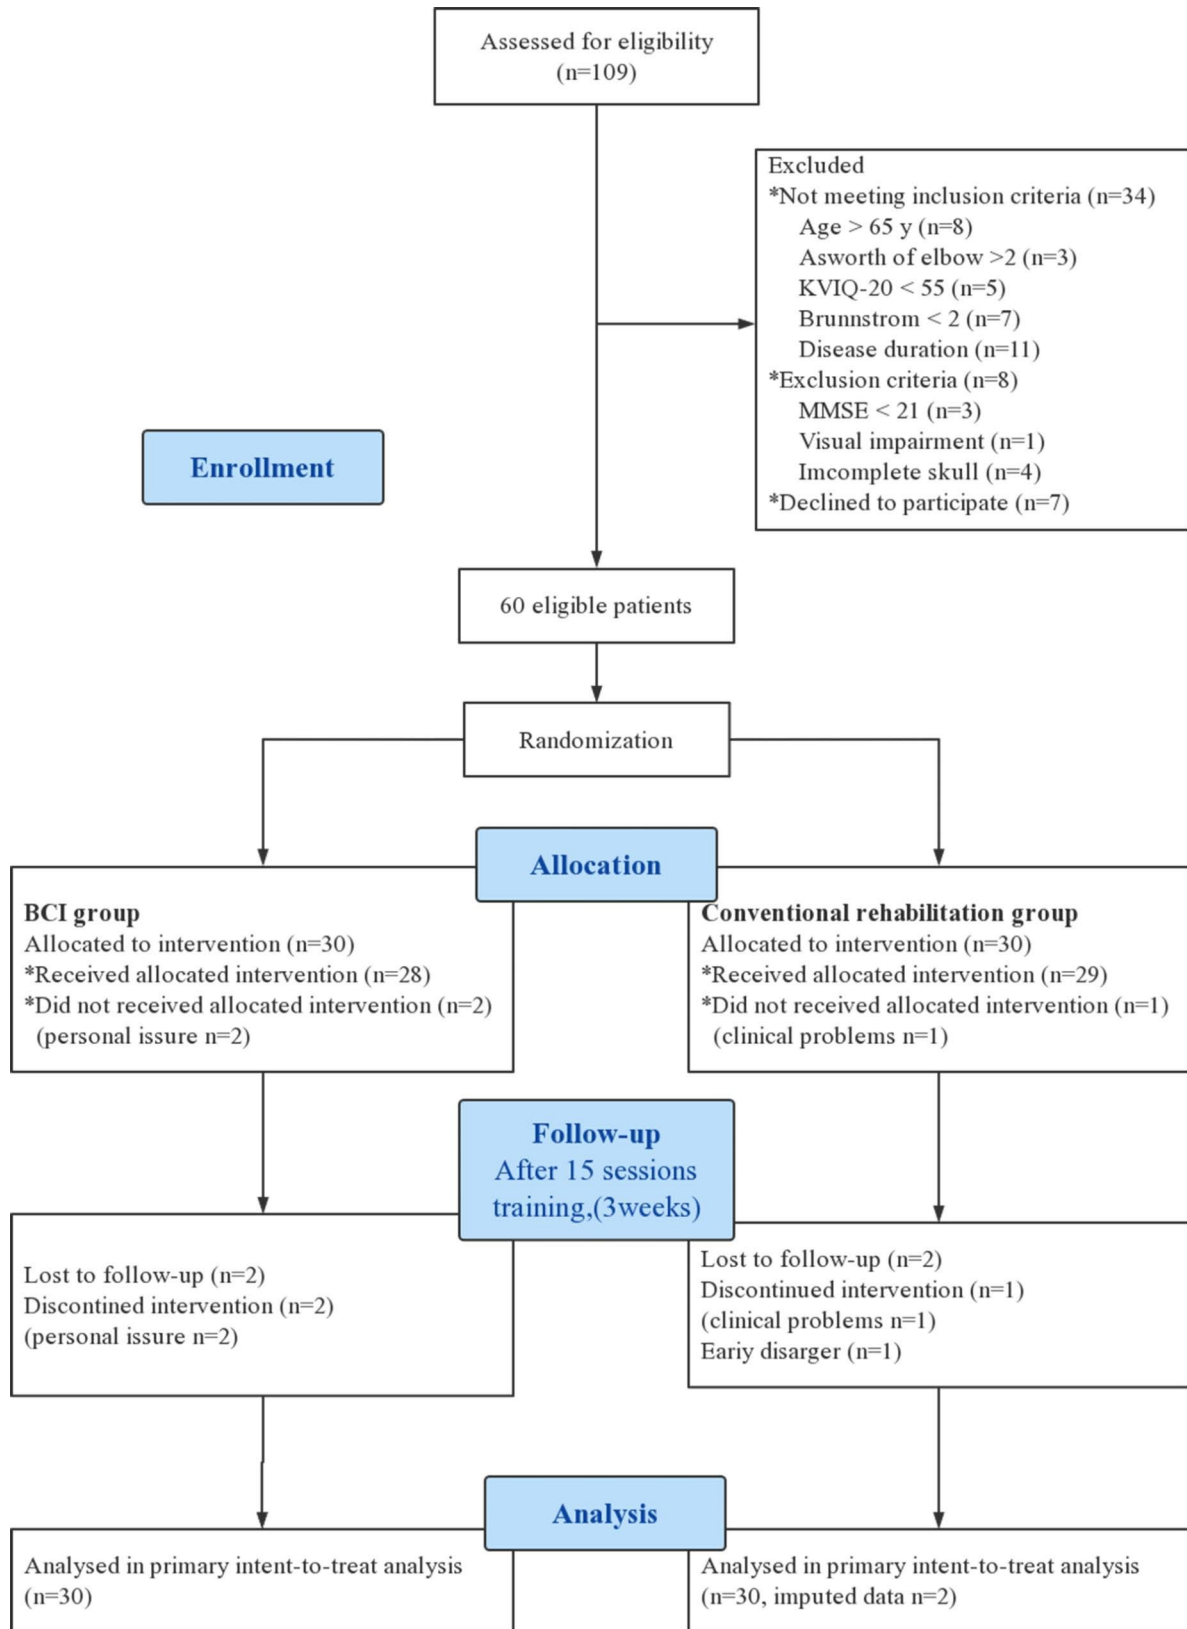 Assessed for eligibility
(n=109)
Excluded
*Not meeting inclusion criteria (n=34)
Age > 65 y (n=8)
Asworth of elbow >2 (n=3)
KVIQ-20 < 55 (n=5)
Brunnstrom < 2 (n=7)
Disease duration (n=11)
*Exclusion criteria (n=8)
MMSE < 21 (n=3)
Visual impairment (n=1)
Imcomplete skull (n=4)
*Declined to participate (n=7)
Enrollment
60 eligible patients
Randomization
Allocation
BCI group
Allocated to intervention (n=30)
*Received allocated intervention (n=28)
*Did not received allocated intervention (n=2)
(personal issure n=2)
Conventional rehabilitation group
Allocated to intervention (n=30)
*Received allocated intervention (n=29)
*Did not received allocated intervention (n=1)
(clinical problems n=1)
Follow-up
After 15 sessions
training,(3weeks)
Lost to follow-up (n=2)
Discontined intervention (n=2)
(personal issure n=2)
Lost to follow-up (n=2)
Discontinued intervention (n=1)
(clinical problems n=1)
Eariy disarger (n=1)
Analysis
Analysed in primary intent-to-treat analysis
(n=30)
Analysed in primary intent-to-treat analysis
(n=30, imputed data n=2)